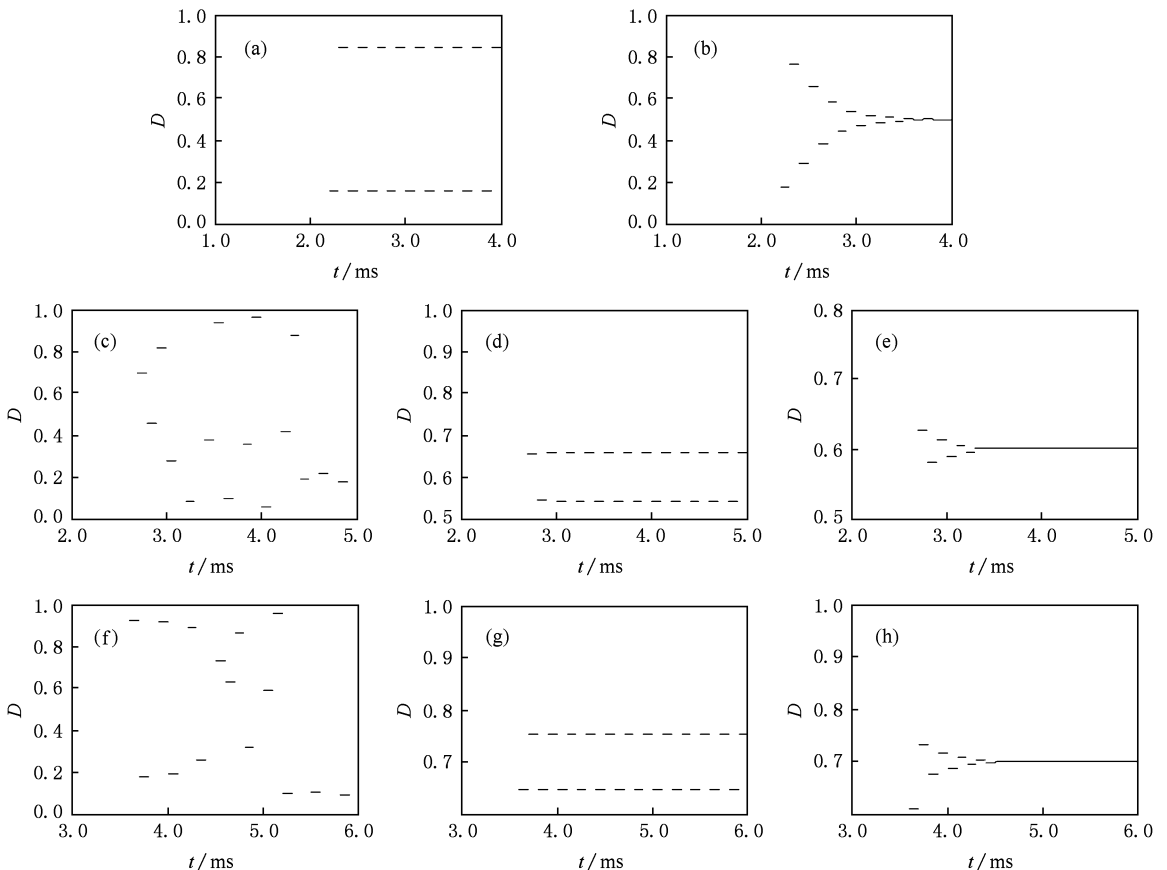 1.0 0.8 0.6 0.4 0.2 0.0
D
(a)
1.0 2.0 3.0 4.0
t/ms
1.0 0.8 0.6 0.4 0.2 0.0
D
(b)
1.0 2.0 3.0 4.0
t/ms
1.0 0.8 0.6 0.4 0.2 0.0
D
(c)
2.0 3.0 4.0 5.0
t/ms
1.0 0.9 0.8 0.7 0.6 0.5
D
(d)
2.0 3.0 4.0 5.0
t/ms
0.8 0.7 0.6 0.5
D
(e)
2.0 3.0 4.0 5.0
t/ms
1.0 0.8 0.6 0.4 0.2 0.0
D
(f)
3.0 4.0 5.0 6.0
t/ms
1.0 0.9 0.8 0.7
D
(g)
3.0 4.0 5.0 6.0
t/ms
1.0 0.9 0.8 0.7
D
(h)
3.0 4.0 5.0 6.0
t/ms